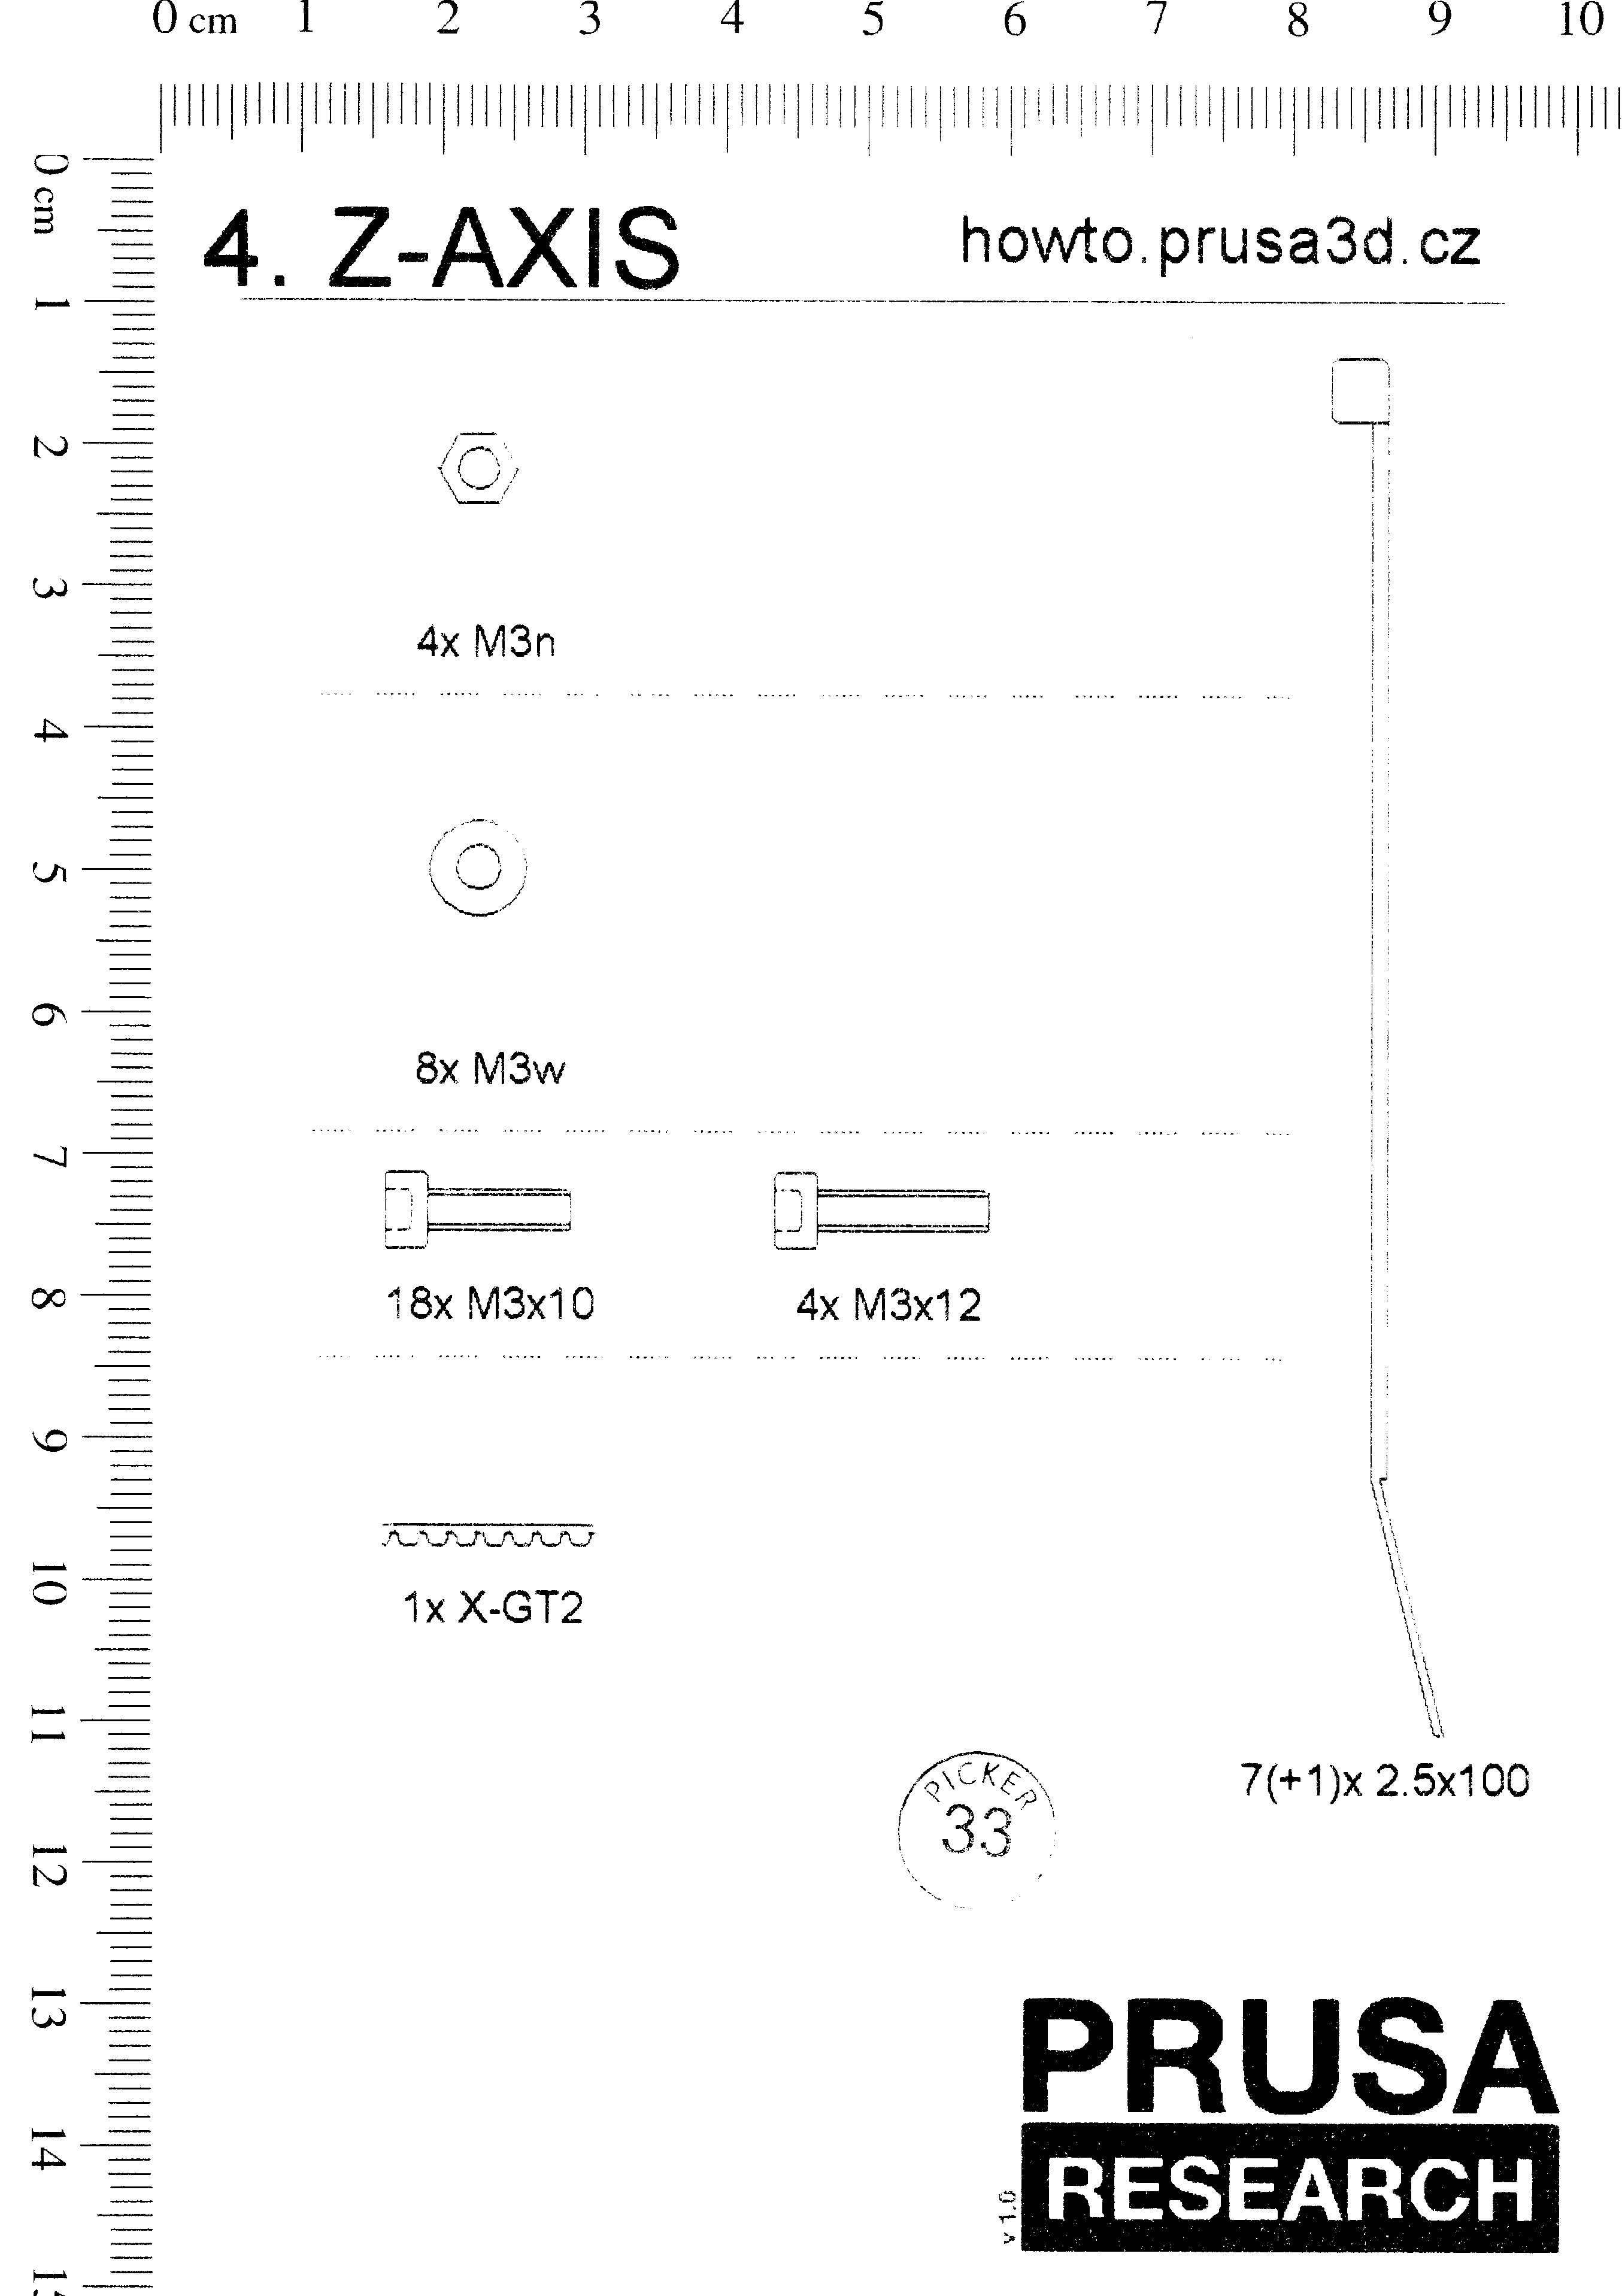 0 cm 1 2 3 4 5 6 7 8 9 10
0 cm 1 2 3 4 5 6 7 8 9 10 11 12 13 14 15
4. Z-AXIS
howto.prusa3d.cz
4x M3n
8x M3w
18x M3x10
4x M3x12
1x X-GT2
7(+1)x 2.5x100
PICKER
33
PRUSA
RESEARCH
v 1.0